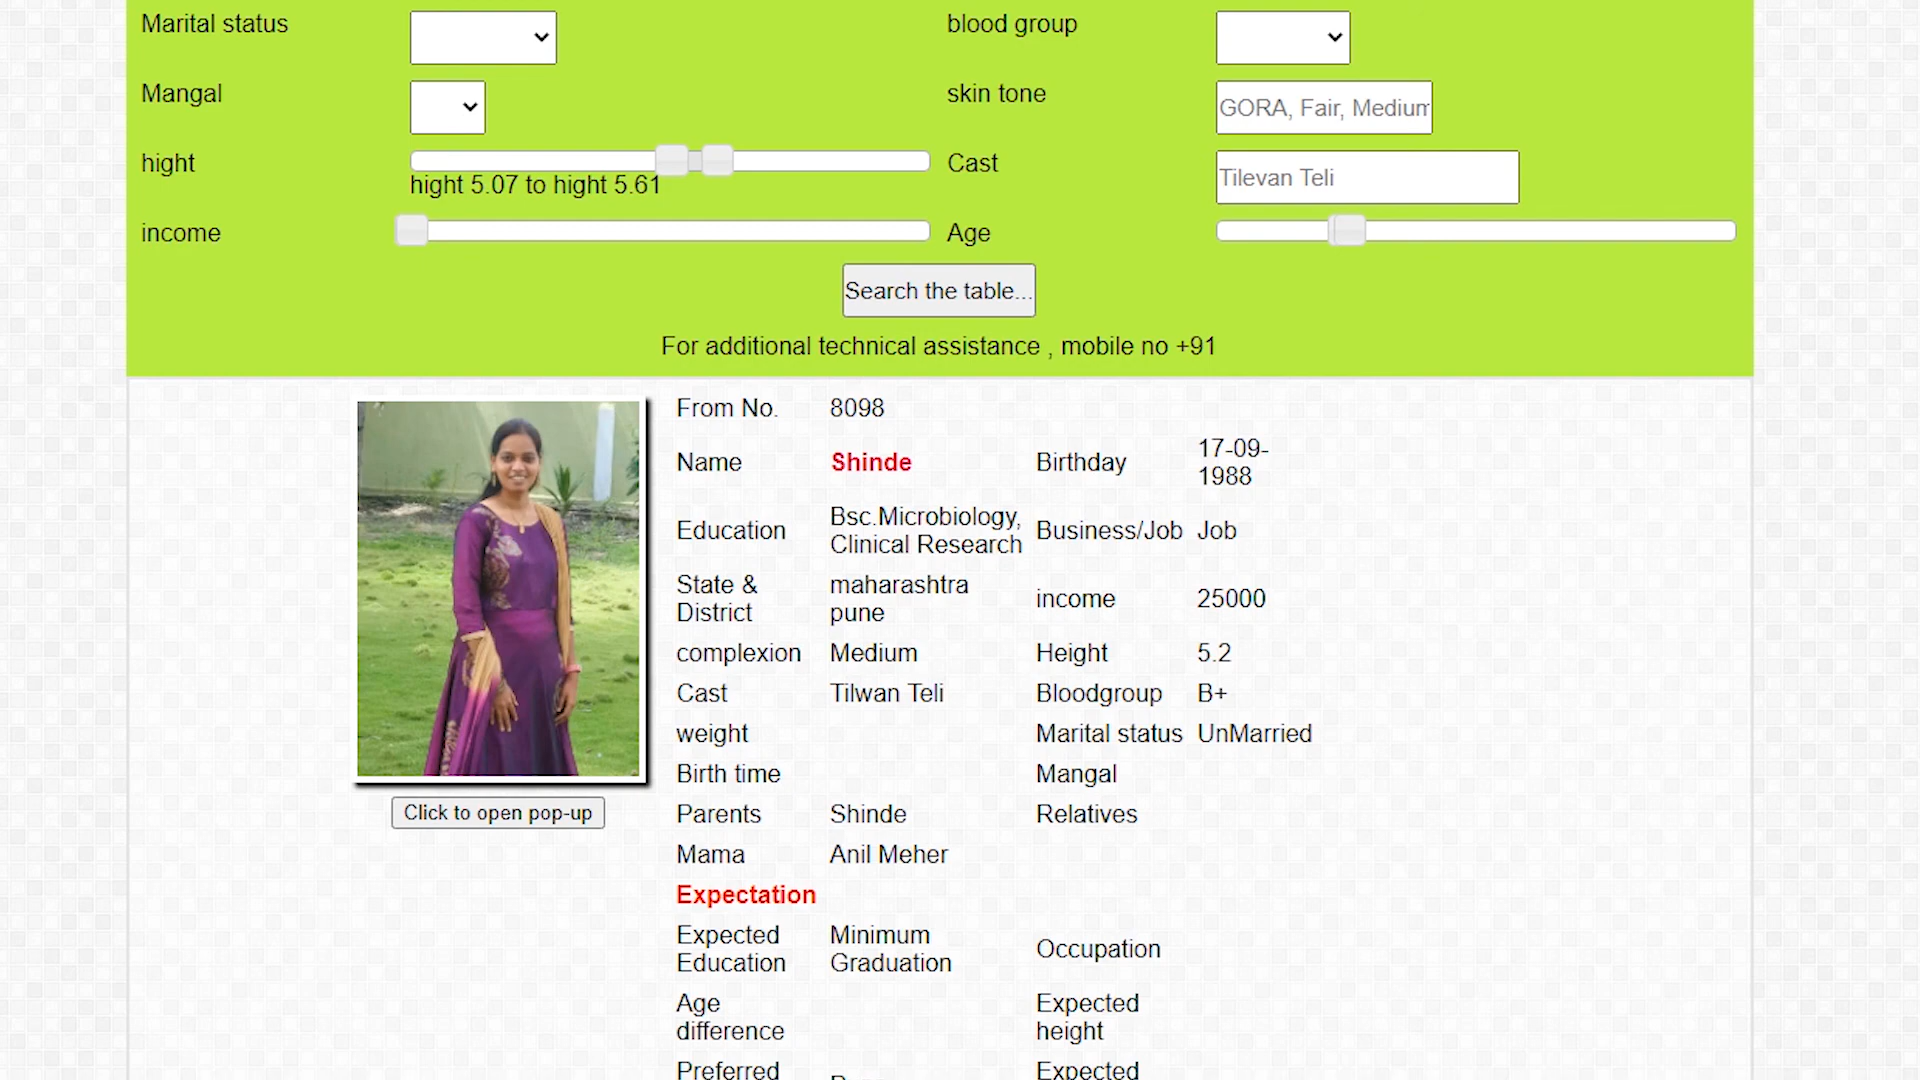 Marital status
blood group
Mangal
skin tone
GORA, Fair, Medium
hight
hight 5.07 to hight 5.61
Cast
Tilevan Teli
income
Age
Search the table...
For additional technical assistance , mobile no +91
From No. 8098
Name Shinde Birthday 17-09-
1988
Education Bsc.Microbiology,
Clinical Research
Business/Job Job
State &
District
maharashtra
pune
income 25000
complexion Medium Height 5.2
Cast Tilwan Teli Bloodgroup B+
weight Marital status UnMarried
Birth time Mangal
Click to open pop-up
Parents Shinde Relatives
Mama Anil Meher
Expectation
Expected
Education
Minimum
Graduation
Occupation
Age
difference
Expected
height
Preferred
Expected